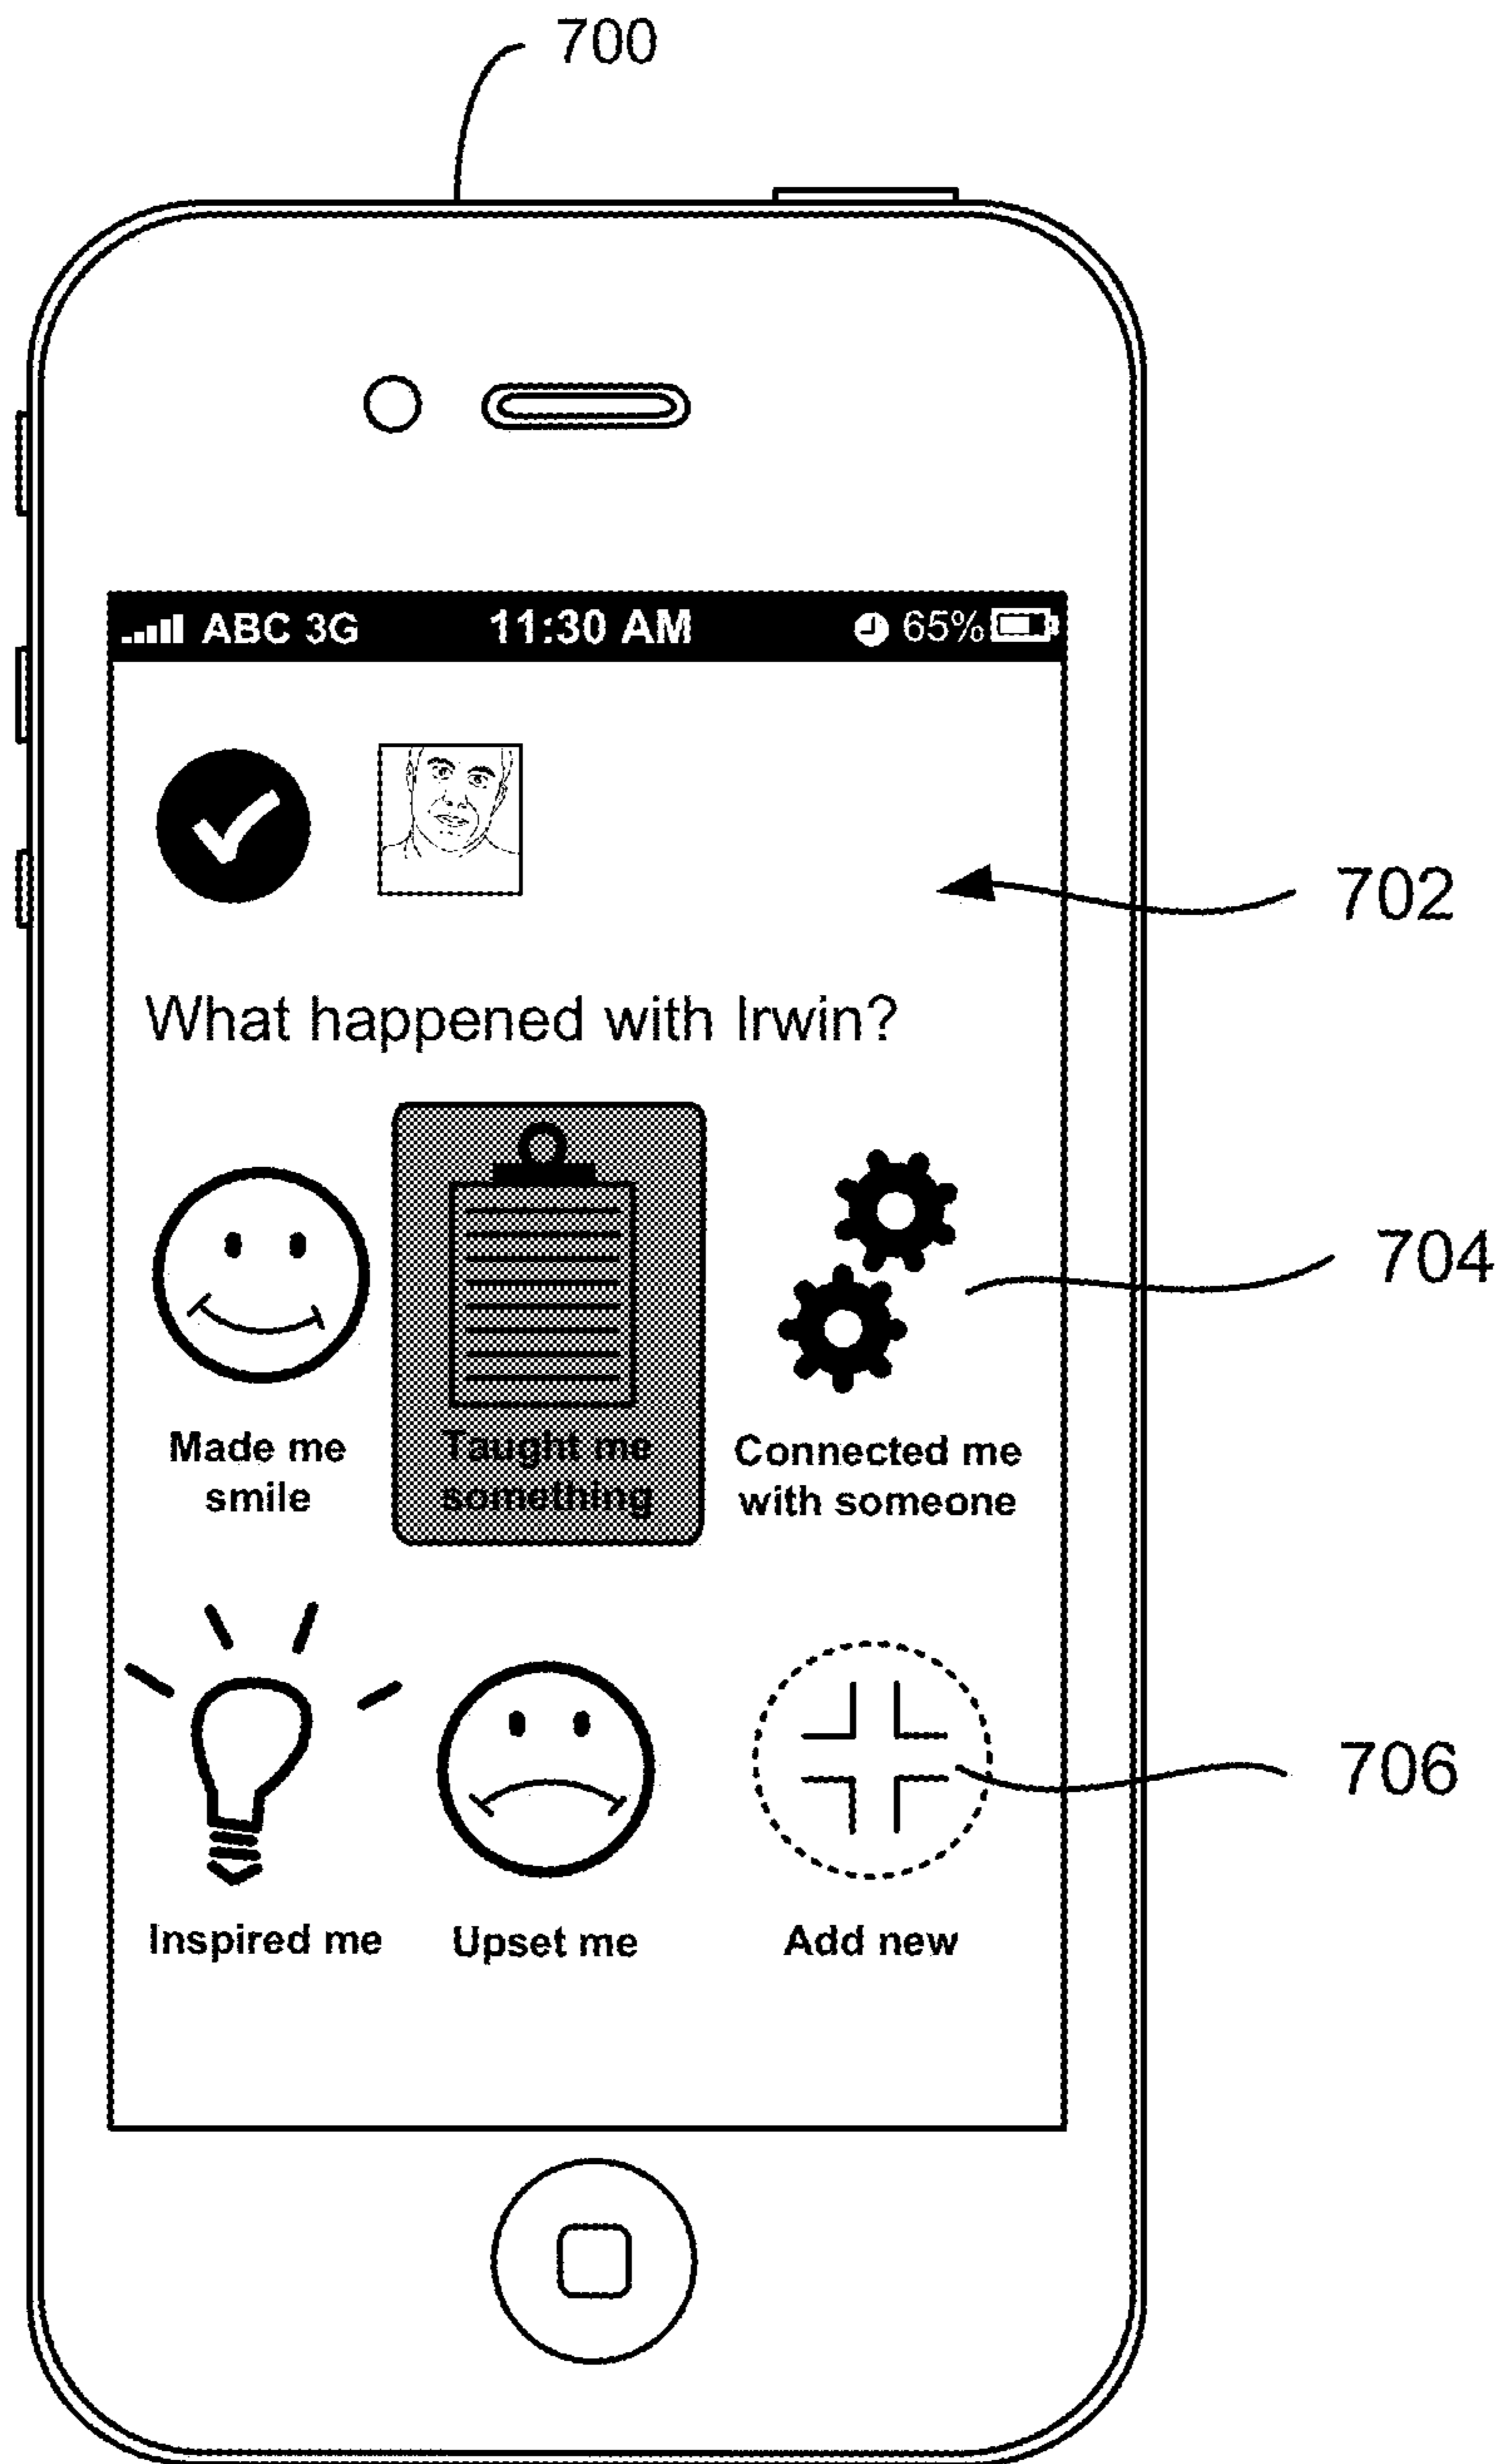 700
ABC 3G 11:30 AM 65%
702
What happened with Irwin?
704
Made me
smile
Taught me
something
Connected me
with someone
706
Inspired me
Upset me
Add new